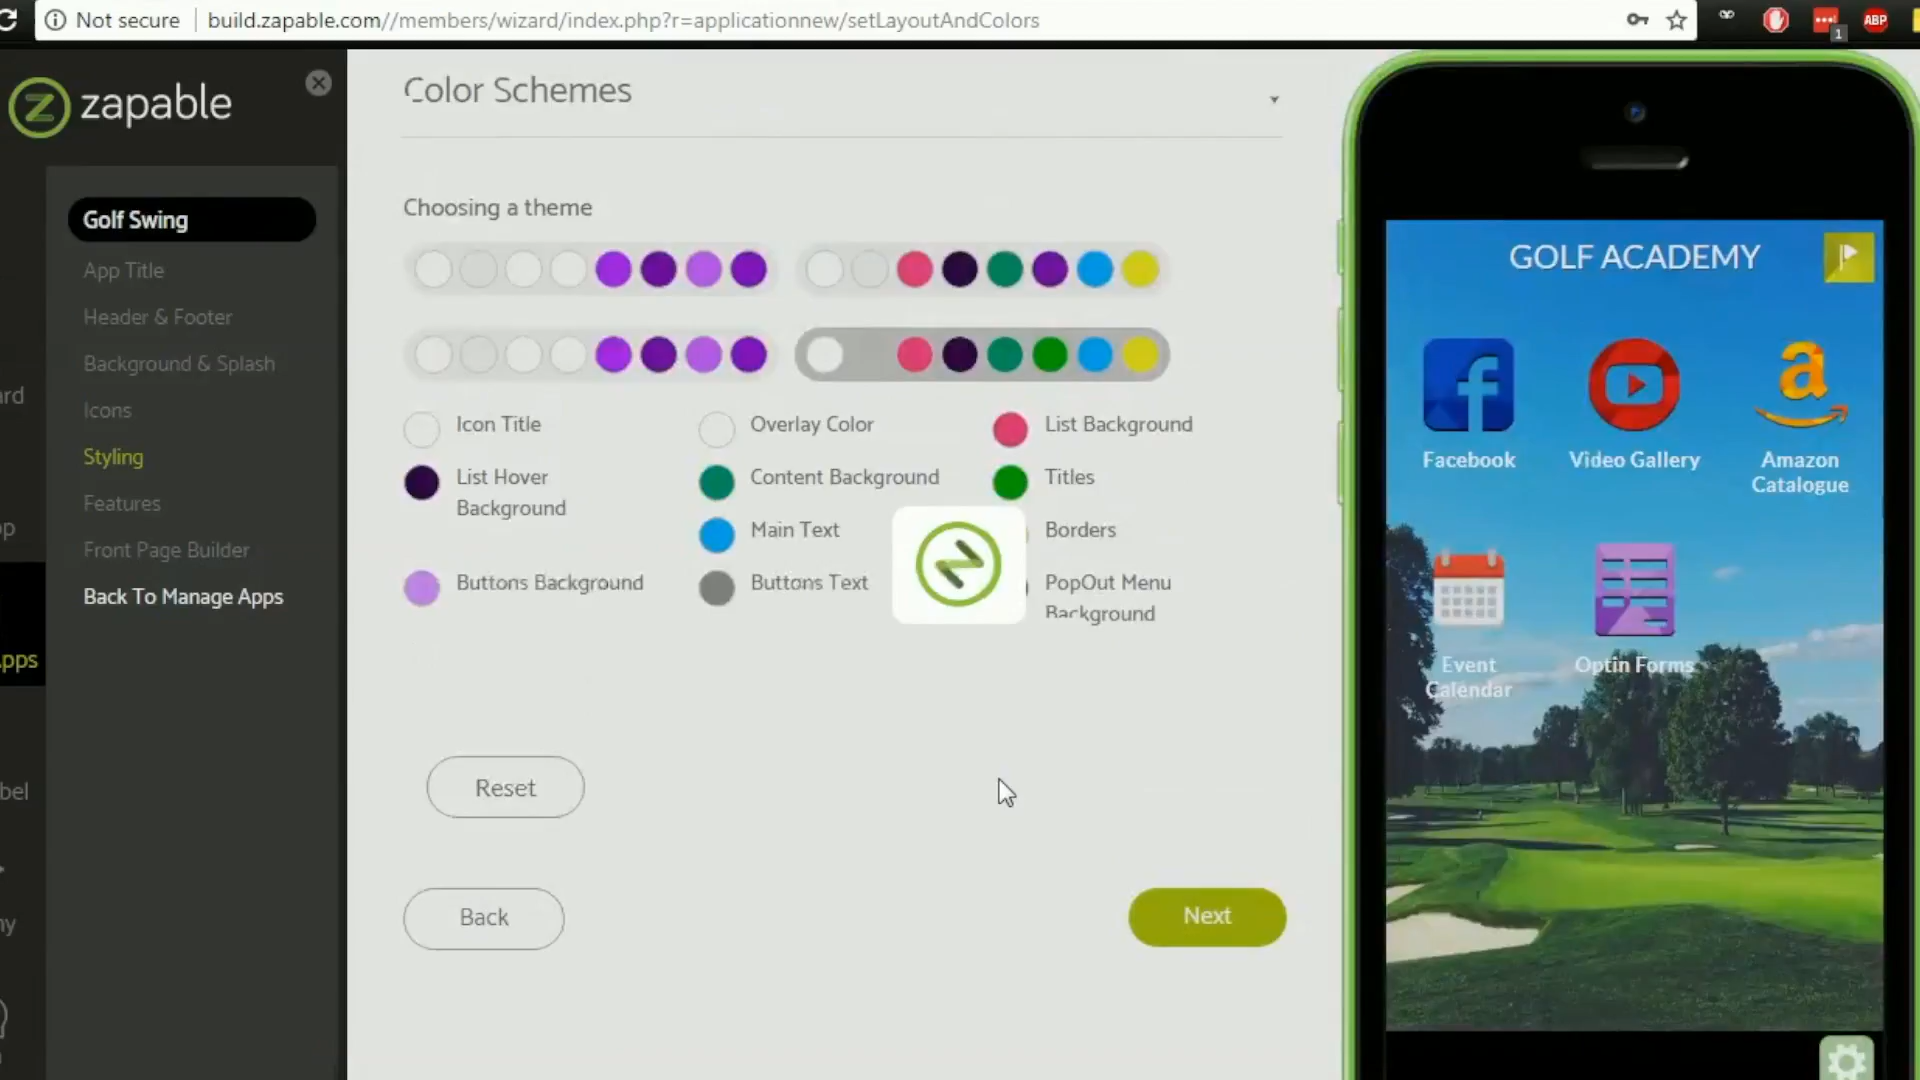 Not secure
build.zapable.com//members/wizard/index.php?r=applicationnew/setLayoutAndColors
1
ABP
zapable
Golf Swing
App Title
Header & Footer
Background & Splash
Icons
Styling
Features
Front Page Builder
Back To Manage Apps
Color Schemes
Choosing a theme
Icon Title
Overlay Color
List Background
List Hover
Background
Content Background
Titles
Main Text
Borders
Buttons Background
Buttons Text
PopOut Menu
Background
Reset
Back
Next
GOLF ACADEMY
Facebook
Video Gallery
Amazon
Catalogue
Event
Calendar
Optin Forms